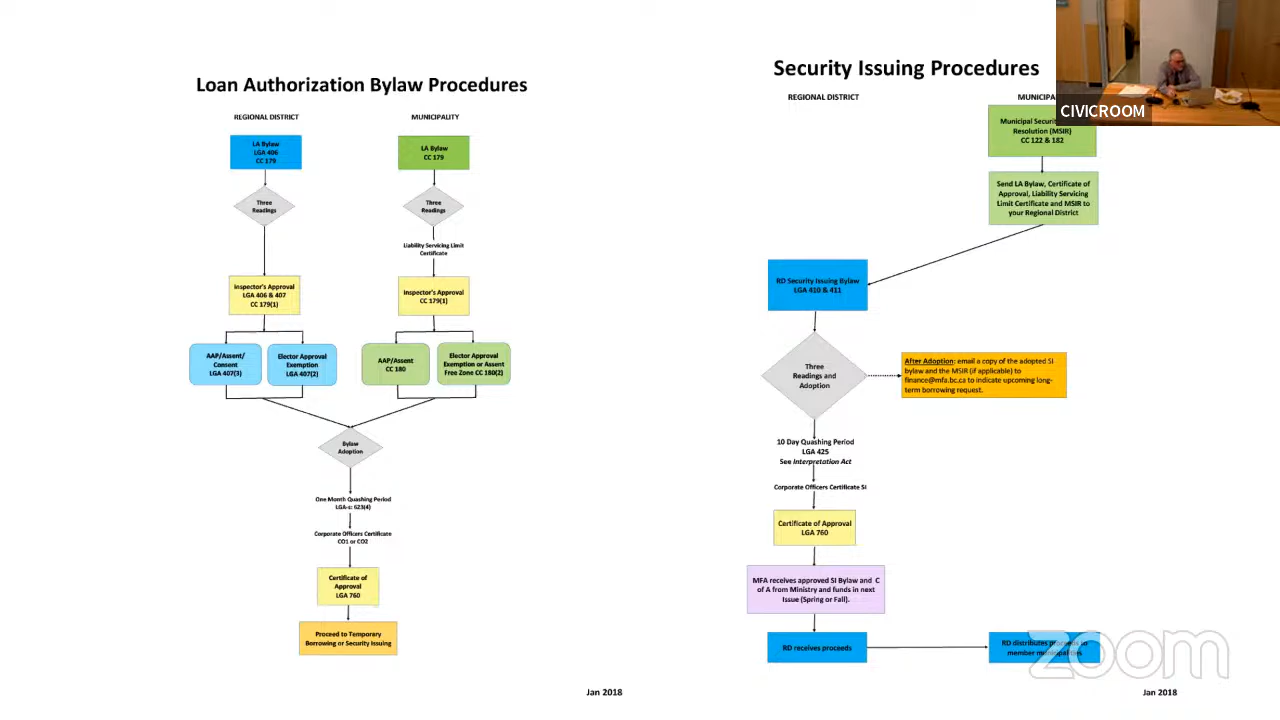 Loan Authorization Bylaw Procedures
REGIONAL DISTRICT
MUNICIPALITY
LA Bylaw
LGA 406
CC 179
LA Bylaw
CC 179
Three
Readings
Three
Readings
Liability Servicing Limit
Certificate
Inspector's Approval
LGA 406 & 407
CC 179(1)
Inspector's Approval
CC 179(1)
AAP/Assent/
Consent
LGA 407(3)
Elector Approval
Exemption
LGA 407(2)
AAP/Assent
CC 180
Elector Approval
Exemption or Assent
Free Zone CC 180(2)
Bylaw
Adoption
One Month Quashing Period
LGA-s: 623(4)
Corporate Officers Certificate
CO1 or CO2
Certificate of
Approval
LGA 760
Proceed to Temporary
Borrowing or Security Issuing
Jan 2018
Security Issuing Procedures
REGIONAL DISTRICT
Municipal
Resolution (MSIR)
CC 122 & 182
Send LA Bylaw, Certificate of
Approval, Liability Servicing
Limit Certificate and MSIR to
your Regional District
RD Security Issuing Bylaw
LGA 410 & 411
Three
Readings and
Adoption
After Adoption: email a copy of the adopted SI
bylaw and the MSIR (if applicable) to
finance@mfa.bc.ca to indicate upcoming long-
term borrowing request.
10 Day Quashing Period
LGA 425
See Interpretation Act
Corporate Officers Certificate SI
Certificate of Approval
LGA 760
MFA receives approved SI Bylaw and C
of A from Ministry and funds in next
Issue (Spring or Fall).
RD receives proceeds
RD distributes proceeds to
member municipalities
Jan 2018
CIVICROOM
zoom